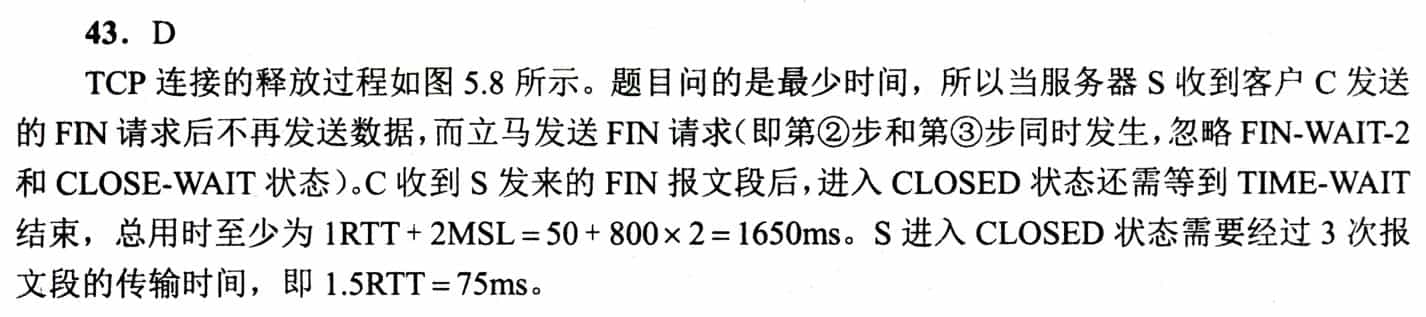 43. D
TCP 连接的释放过程如图 5.8 所示。题目问的是最少时间，所以当服务器 S 收到客户 C 发送
的 FIN 请求后不再发送数据，而立马发送 FIN 请求（即第②步和第③步同时发生，忽略 FIN-WAIT-2
和 CLOSE-WAIT 状态）。C 收到 S 发来的 FIN 报文段后，进入 CLOSED 状态还需等到 TIME-WAIT
结束，总用时至少为 1RTT + 2MSL = 50 + 800 × 2 = 1650ms。S 进入 CLOSED 状态需要经过 3 次报
文段的传输时间，即 1.5RTT = 75ms。